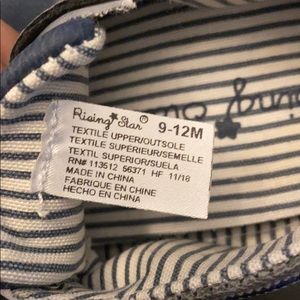 Rising Star® 9-12M
TEXTILE UPPER/OUTSOLE
TEXTILE SUPERIEUR/SEMELLE
TEXTIL SUPERIOR/SUELA
RN# 113512 56371 HF 11/18
MADE IN CHINA
FABRIQUE EN CHINE
HECHO EN CHINA